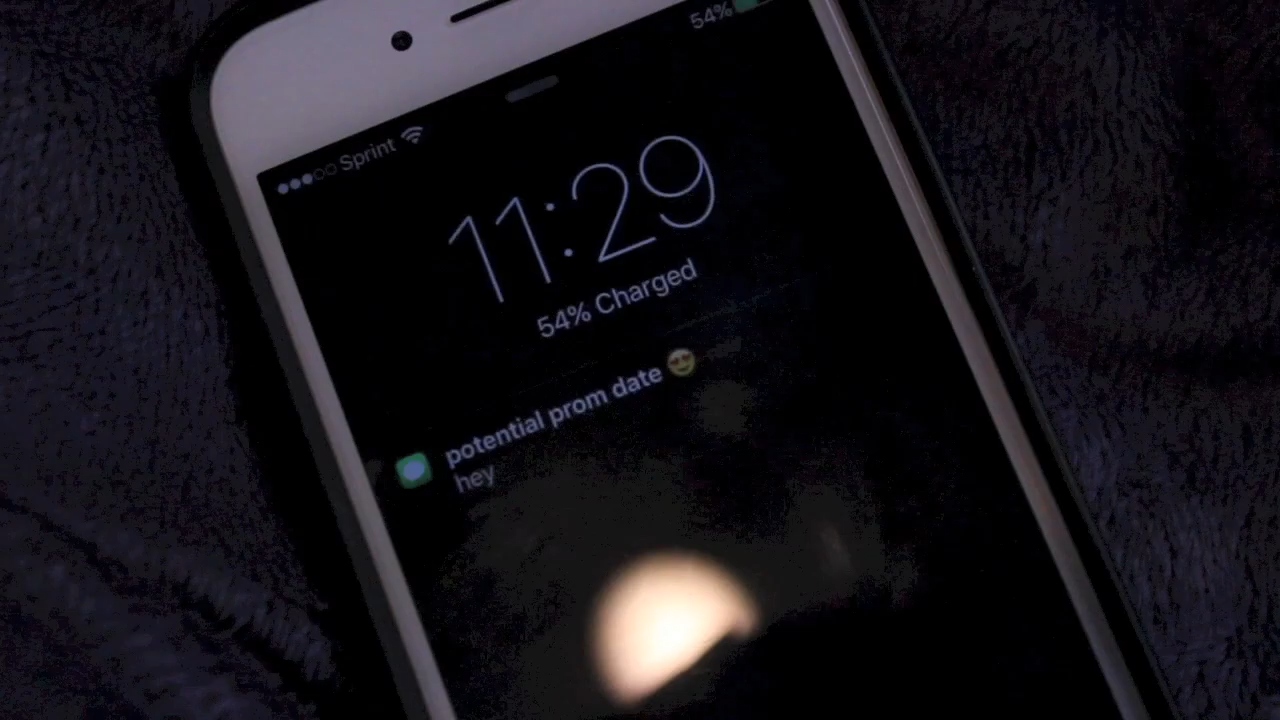 Sprint 54%
11:29
54% Charged
potential prom date 😍
hey